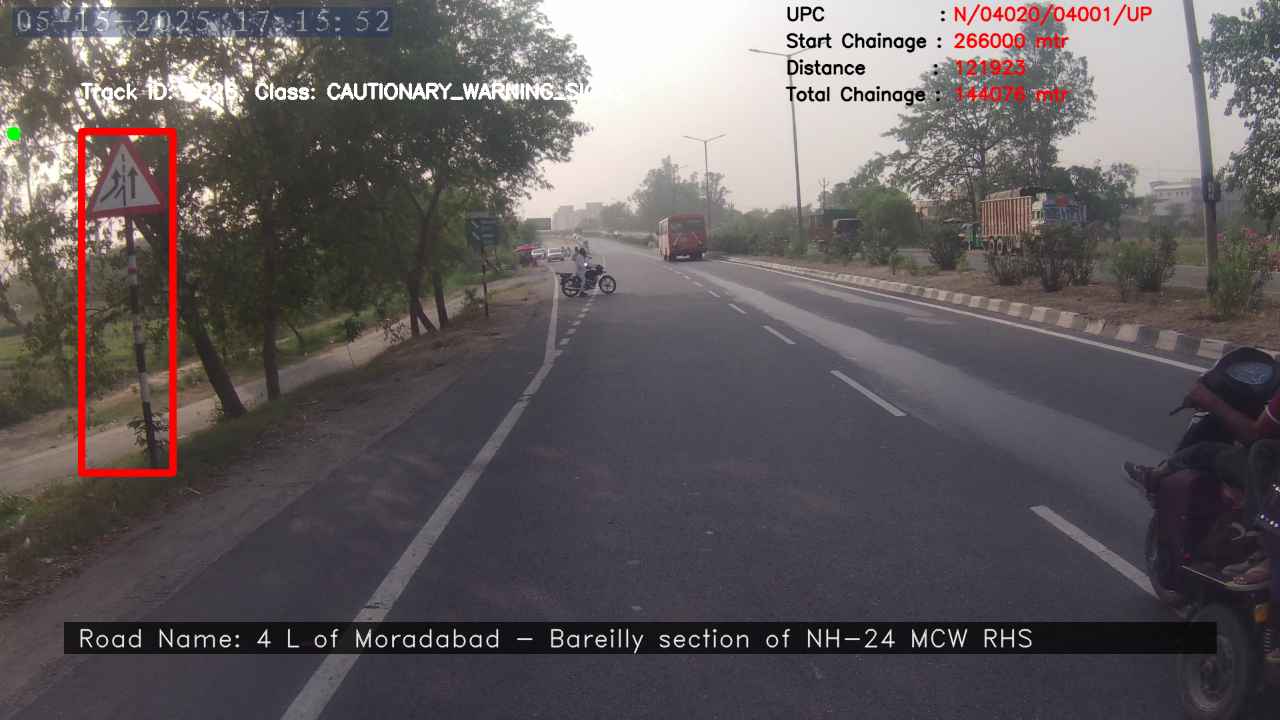 05-15-2025 17:15:52
UPC : N/04020/04001/UP
Start Chainage : 266000 mtr
Distance : 121923
Total Chainage : 144076 mtr
Track ID: Class: CAUTIONARY_WARNING_
Road Name: 4 L of Moradabad - Bareilly section of NH-24 MCW RHS